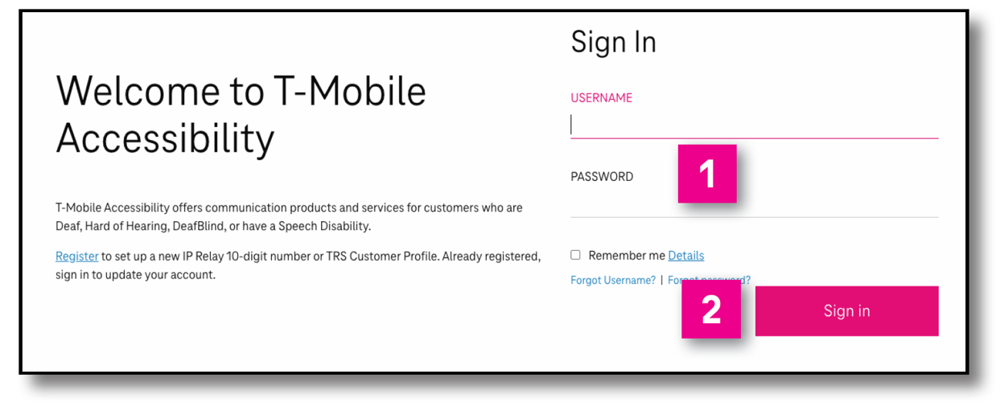 Welcome to T-Mobile
Accessibility
T-Mobile Accessibility offers communication products and services for customers who are
Deaf, Hard of Hearing, DeafBlind, or have a Speech Disability.
Register to set up a new IP Relay 10-digit number or TRS Customer Profile. Already registered,
sign in to update your account.
Sign In
USERNAME
1
PASSWORD
Remember me Details
Forgot Username? | Forgot password?
2
Sign in